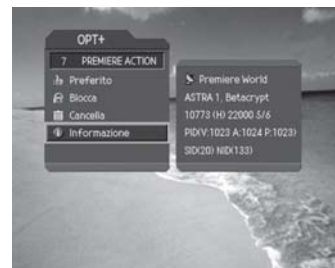 OPT+
7 PREMIERE ACTION
Preferito
Blocca
Cancella
Informazione
Premiere World
ASTRA 1, Betacrypt
10773 (H) 22000 5/6
PID(V:1023 A:1024 P:1023)
SID(20) NID(133)